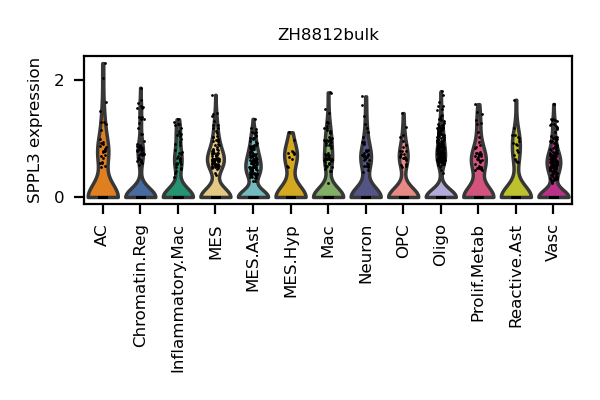 ZH8812bulk
SPPL3 expression
2
0
AC
Chromatin.Reg
Inflammatory.Mac
MES
MES.Ast
MES.Hyp
Mac
Neuron
OPC
Oligo
Prolif.Metab
Reactive.Ast
Vasc